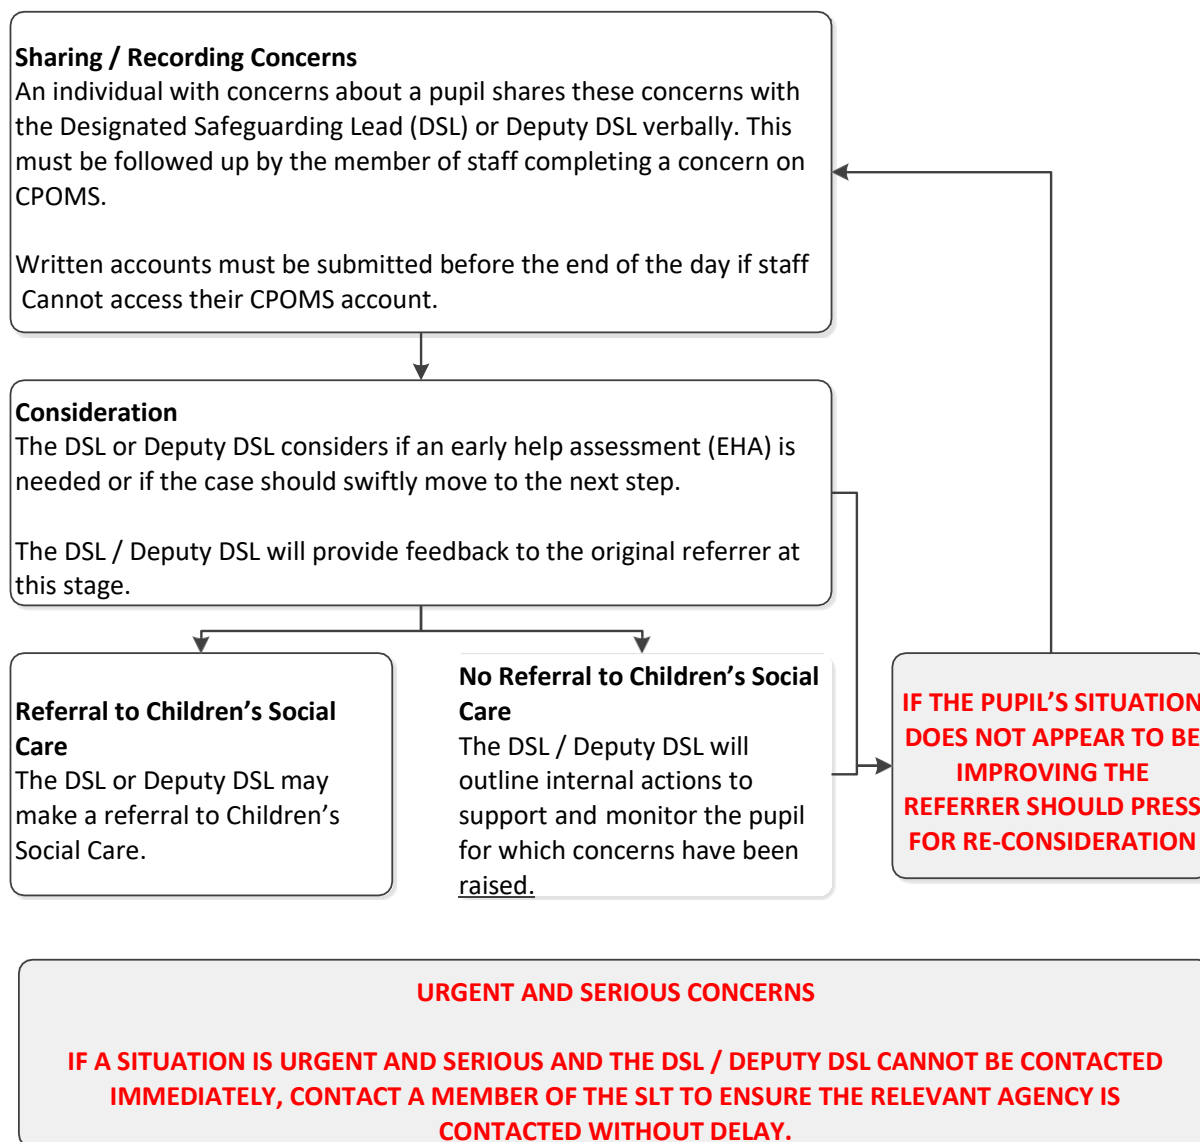 Sharing / Recording Concerns
An individual with concerns about a pupil shares these concerns with
the Designated Safeguarding Lead (DSL) or Deputy DSL verbally. This
must be followed up by the member of staff completing a concern on
CPOMS.
Written accounts must be submitted before the end of the day if staff
Cannot access their CPOMS account.
Consideration
The DSL or Deputy DSL considers if an early help assessment (EHA) is
needed or if the case should swiftly move to the next step.
The DSL / Deputy DSL will provide feedback to the original referrer at
this stage.
Referral to Children’s Social
Care
The DSL or Deputy DSL may
make a referral to Children’s
Social Care.
No Referral to Children’s Social
Care
The DSL / Deputy DSL will
outline internal actions to
support and monitor the pupil
for which concerns have been
raised.
IF THE PUPIL’S SITUATION
DOES NOT APPEAR TO BE
IMPROVING THE
REFERRER SHOULD PRESS
FOR RE-CONSIDERATION
URGENT AND SERIOUS CONCERNS
IF A SITUATION IS URGENT AND SERIOUS AND THE DSL / DEPUTY DSL CANNOT BE CONTACTED
IMMEDIATELY, CONTACT A MEMBER OF THE SLT TO ENSURE THE RELEVANT AGENCY IS
CONTACTED WITHOUT DELAY.